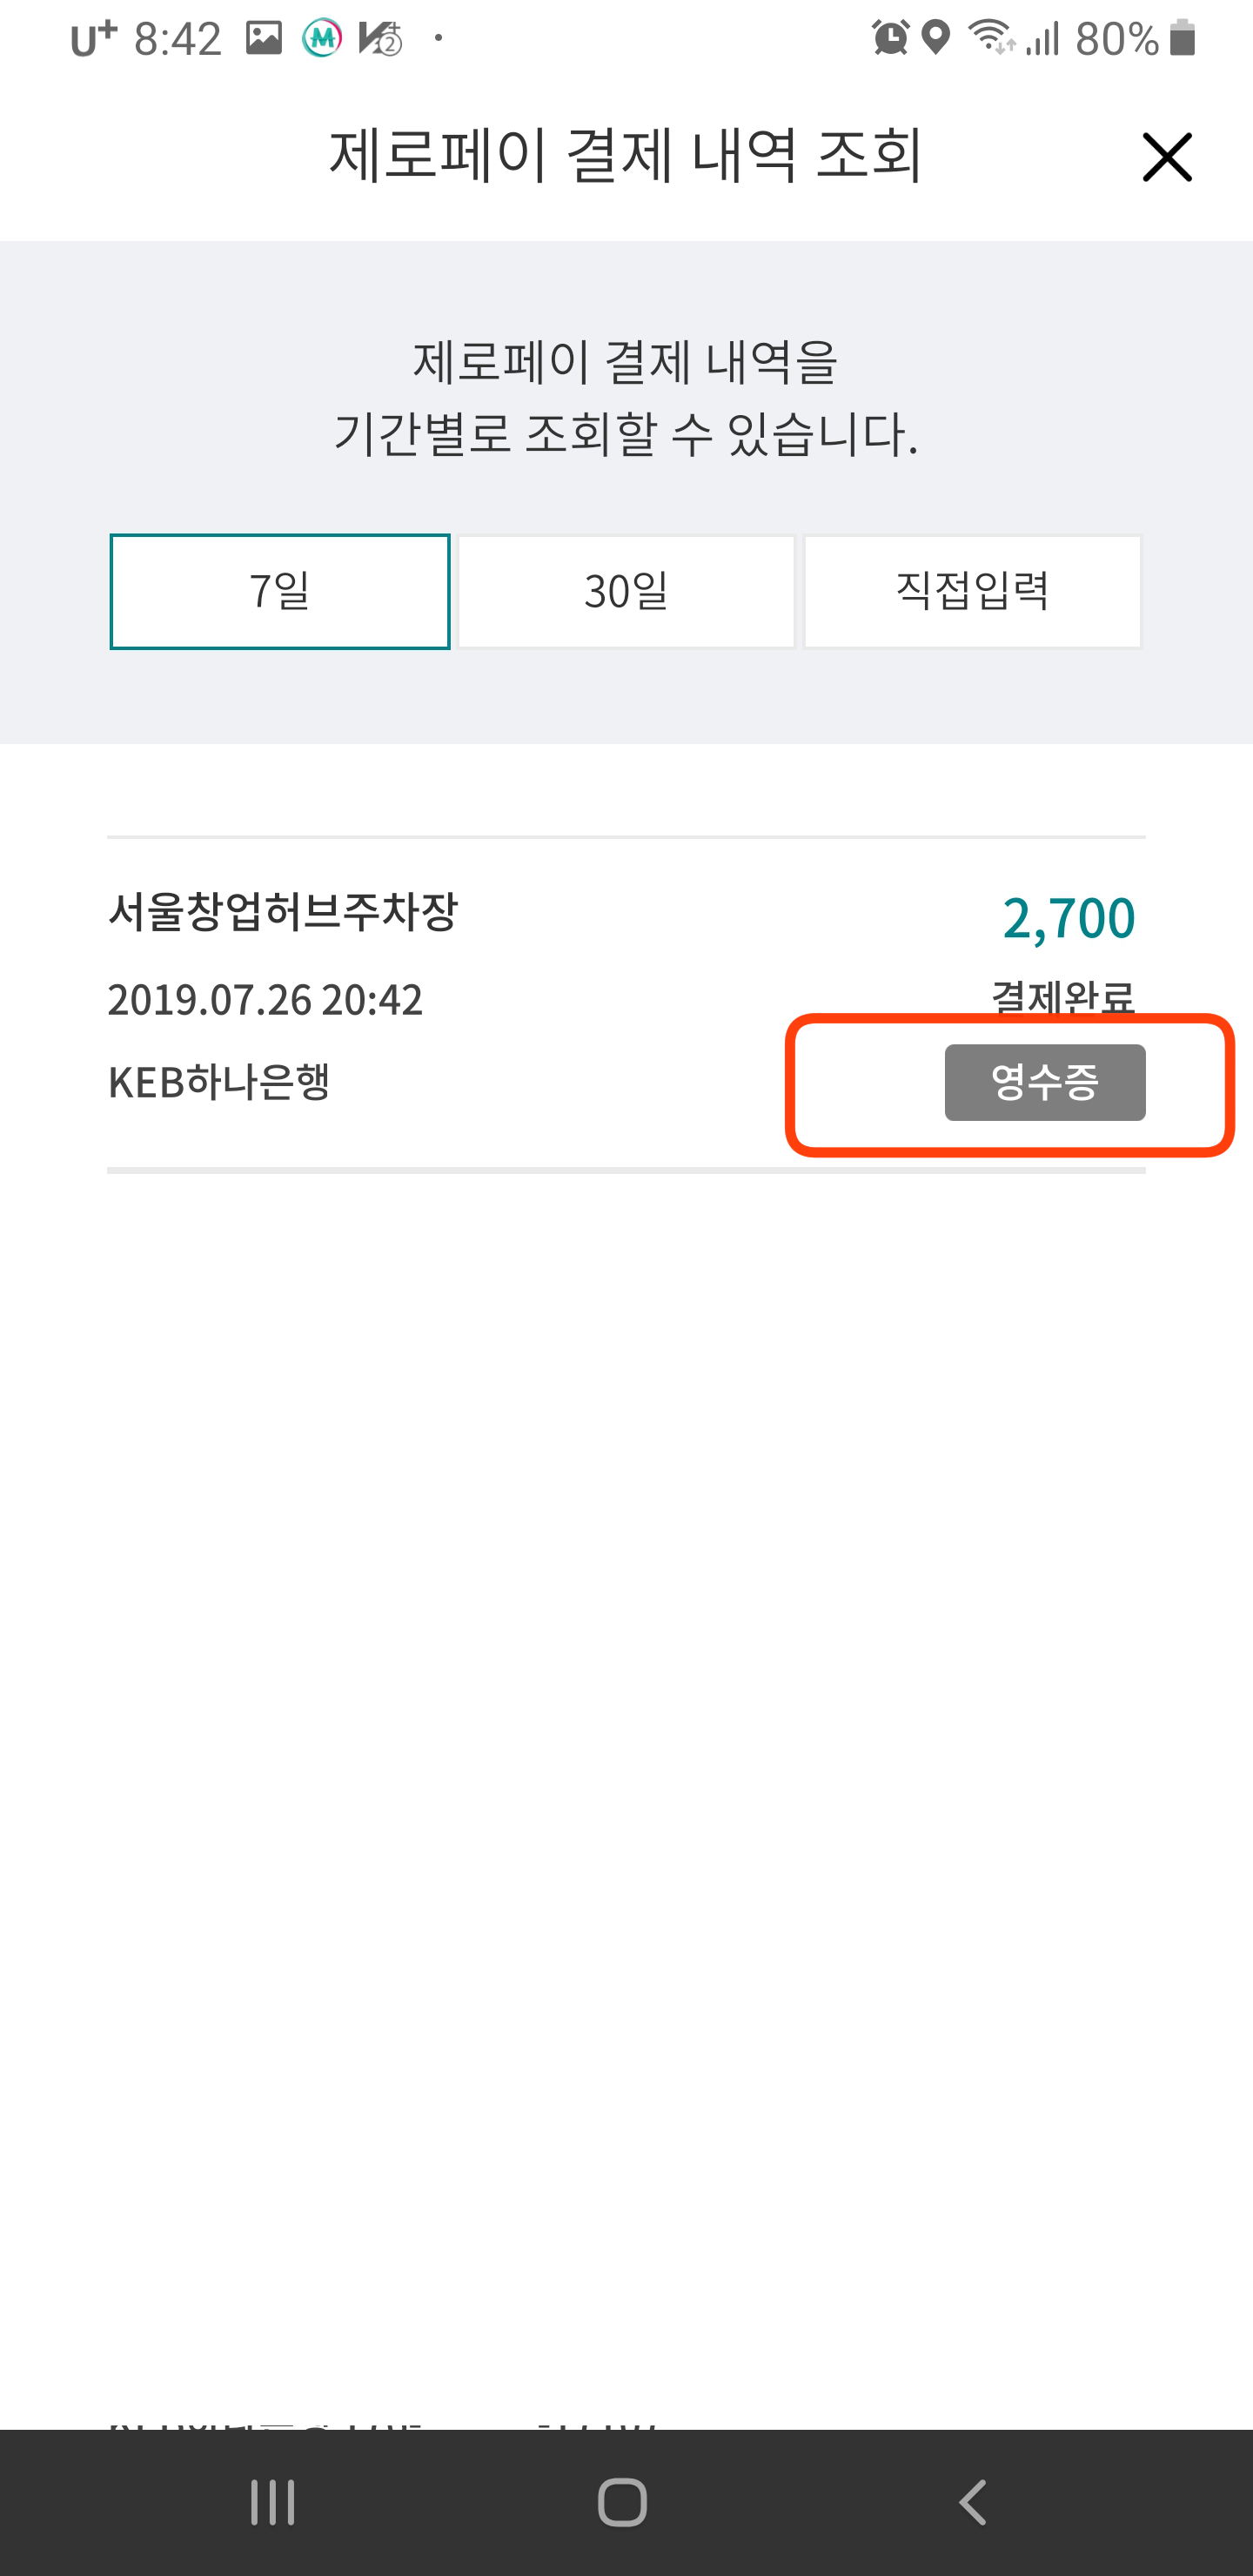 U+ 8:42 80%
제로페이 결제 내역 조회
제로페이 결제 내역을
기간별로 조회할 수 있습니다.
7일 30일 직접입력
서울창업허브주차장 2,700
2019.07.26 20:42 결제완료
KEB하나은행 영수증